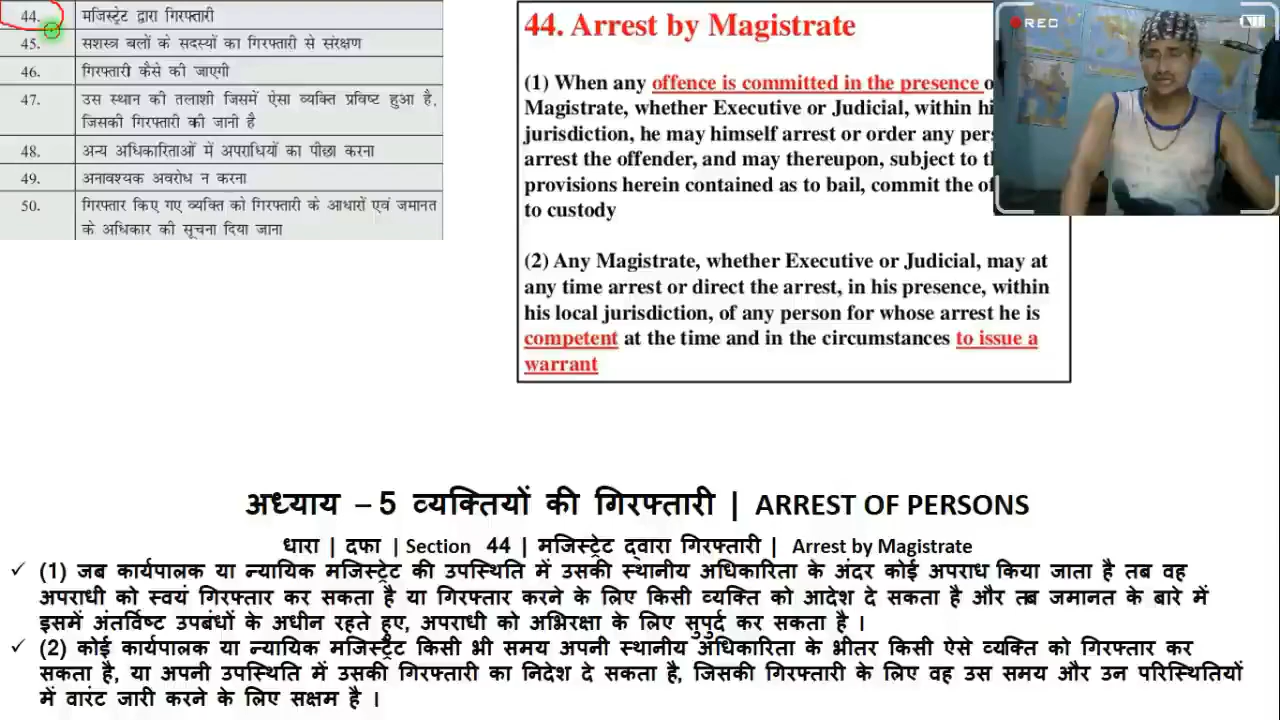 44. मजिस्ट्रेट द्वारा गिरफ्तारी
45. सशस्त्र बलों के सदस्यों का गिरफ्तारी से संरक्षण
46. गिरफ्तारी कैसे की जाएगी
47. उस स्थान की तलाशी जिसमें ऐसा व्यक्ति प्रविष्ट हुआ है,
जिसकी गिरफ्तारी की जानी है
48. अन्य अधिकारिताओं में अपराधियों का पीछा करना
49. अनावश्यक अवरोध न करना
50. गिरफ्तार किए गए व्यक्ति को गिरफ्तारी के आधारों एवं जमानत
के अधिकार की सूचना दिया जाना
44. Arrest by Magistrate
(1) When any offence is committed in the presence
Magistrate, whether Executive or Judicial, within
jurisdiction, he may himself arrest or order any
arrest the offender, and may thereupon, subject to
provisions herein contained as to bail, commit the
to custody
(2) Any Magistrate, whether Executive or Judicial, may at
any time arrest or direct the arrest, in his presence, within
his local jurisdiction, of any person for whose arrest he is
competent at the time and in the circumstances to issue a
warrant
REC
अध्याय – 5 व्यक्तियों की गिरफ्तारी | ARREST OF PERSONS
धारा | दफा | Section 44 | मजिस्ट्रेट द्वारा गिरफ्तारी | Arrest by Magistrate
✓ (1) जब कार्यपालक या न्यायिक मजिस्ट्रेट की उपस्थिति में उसकी स्थानीय अधिकारिता के अंदर कोई अपराध किया जाता है तब वह
अपराधी को स्वयं गिरफ्तार कर सकता है या गिरफ्तार करने के लिए किसी व्यक्ति को आदेश दे सकता है और तब जमानत के बारे में
इसमें अंतर्विष्ट उपबंधों के अधीन रहते हुए, अपराधी को अभिरक्षा के लिए सुपुर्द कर सकता है ।
✓ (2) कोई कार्यपालक या न्यायिक मजिस्ट्रेट किसी भी समय अपनी स्थानीय अधिकारिता के भीतर किसी ऐसे व्यक्ति को गिरफ्तार कर
सकता है, या अपनी उपस्थिति में उसकी गिरफ्तारी का निदेश दे सकता है, जिसकी गिरफ्तारी के लिए वह उस समय और उन परिस्थितियों
में वारंट जारी करने के लिए सक्षम है ।